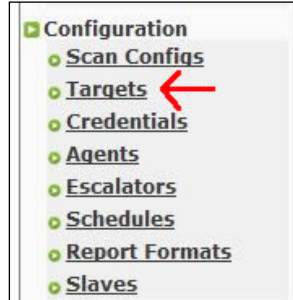 Configuration
Scan Configs
Targets
Credentials
Agents
Escalators
Schedules
Report Formats
Slaves